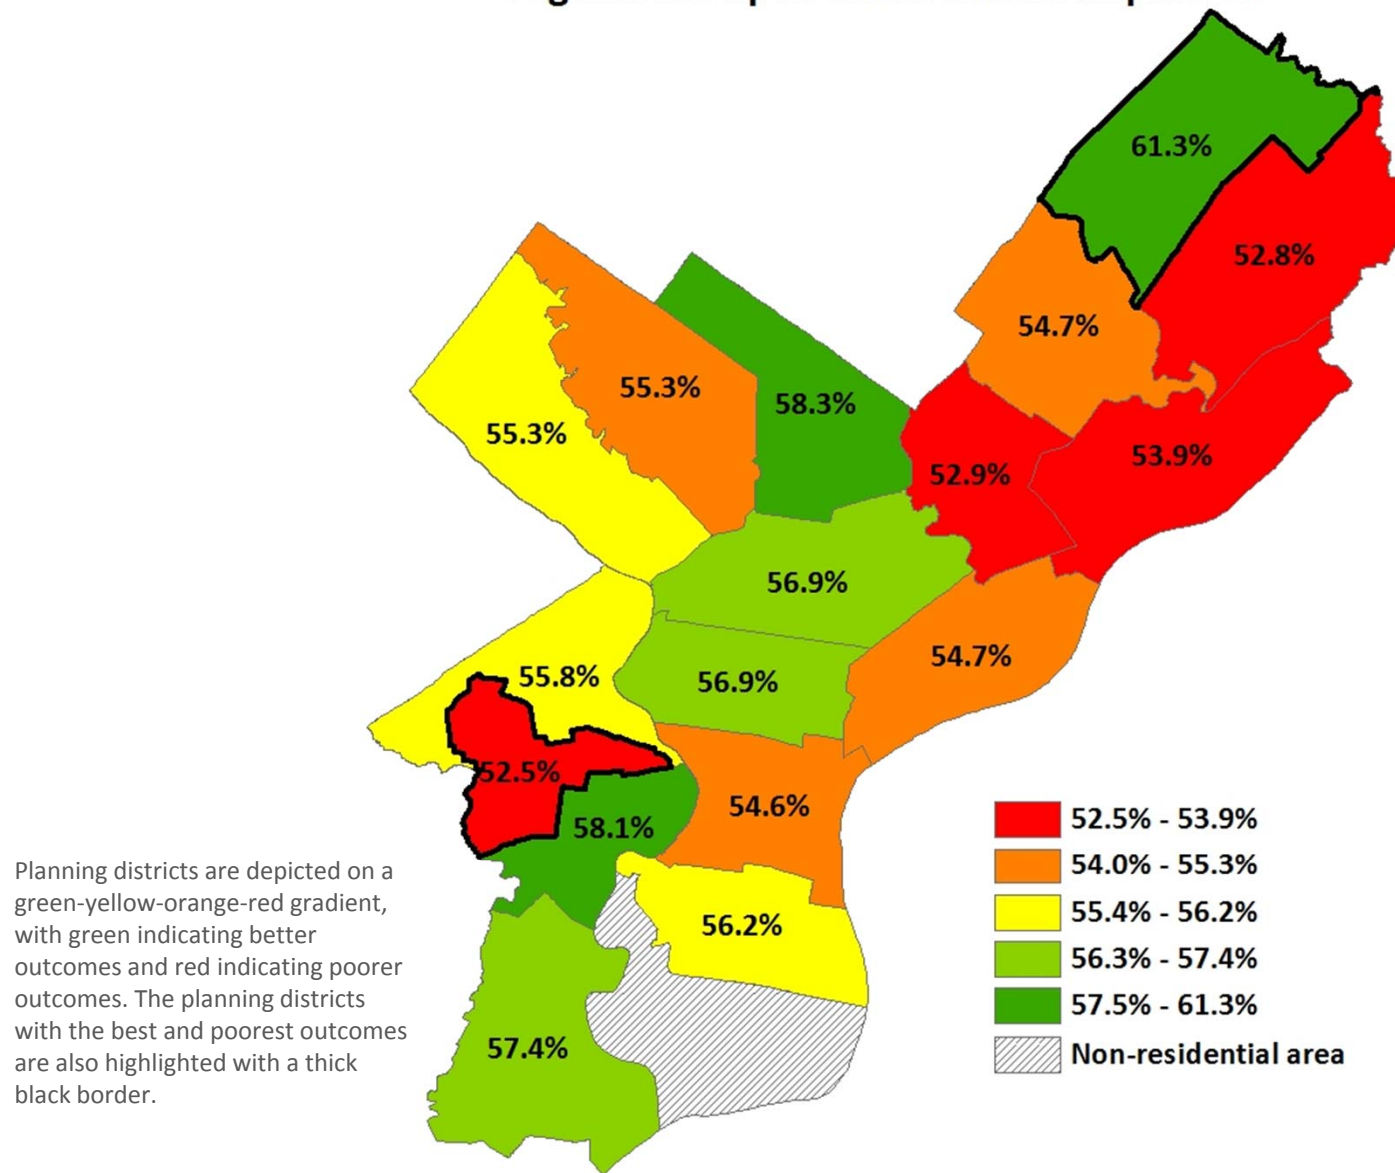 61.3%
52.8%
54.7%
55.3%
58.3%
55.3%
53.9%
52.9%
56.9%
54.7%
55.8%
56.9%
52.5%
54.6%
58.1%
56.2%
57.4%
52.5% - 53.9%
54.0% - 55.3%
55.4% - 56.2%
56.3% - 57.4%
57.5% - 61.3%
Non-residential area
Planning districts are depicted on a
green-yellow-orange-red gradient,
with green indicating better
outcomes and red indicating poorer
outcomes. The planning districts
with the best and poorest outcomes
are also highlighted with a thick
black border.